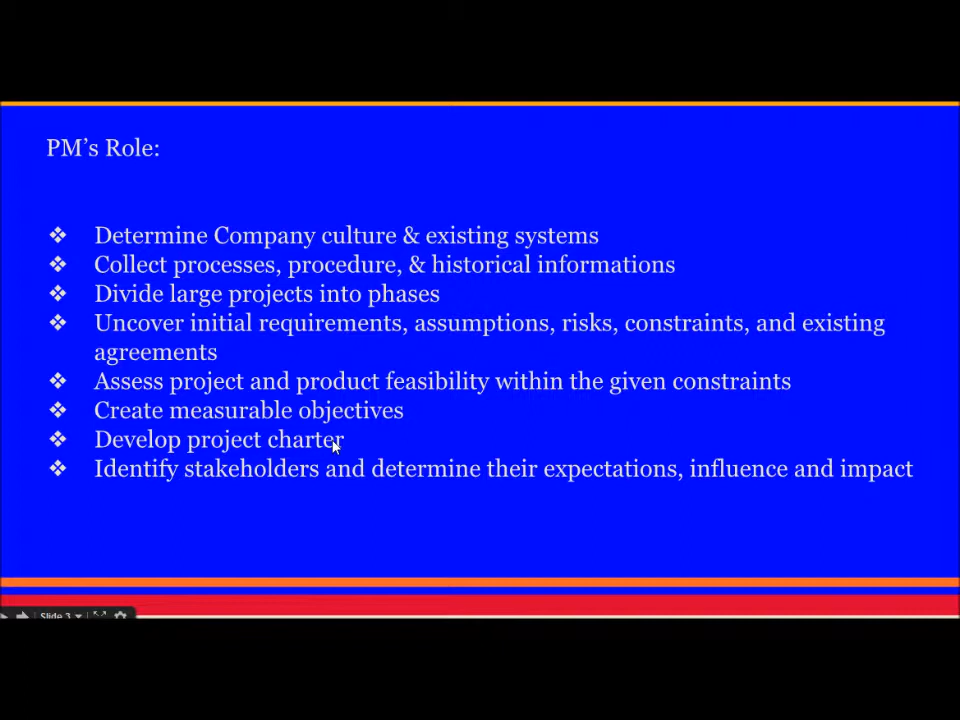 PM’s Role:
❖ Determine Company culture & existing systems
❖ Collect processes, procedure, & historical informations
❖ Divide large projects into phases
❖ Uncover initial requirements, assumptions, risks, constraints, and existing
agreements
❖ Assess project and product feasibility within the given constraints
❖ Create measurable objectives
❖ Develop project charter
❖ Identify stakeholders and determine their expectations, influence and impact
Slide 3